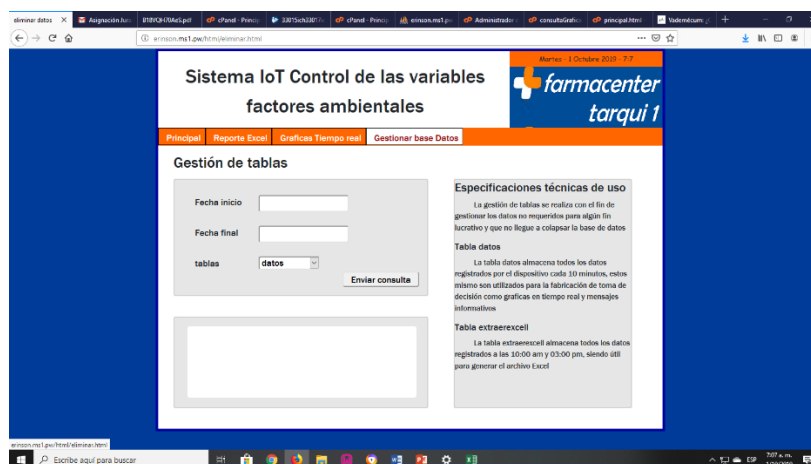 eliminar datos
Asignación Jun
B1BVQH70AeS.pdf
cPanel - Princip
33015ich33017
cPanel - Princip
erinson.ms1.pw
Administrador
consultaGrafico
principal.html
Vademécum:
erinson.ms1.pw/html/eliminar.html
Martes - 1 Octubre 2019 - 7:7
Sistema IoT Control de las variables
factores ambientales
farmacenter
tarqui 1
Principal Reporte Excel Graficas Tiempo real Gestionar base Datos
Gestión de tablas
Fecha inicio
Fecha final
tablas datos
Enviar consulta
Especificaciones técnicas de uso
La gestión de tablas se realiza con el fin de
gestionar los datos no requeridos para algún fin
lucrativo y que no llegue a colapsar la base de datos
Tabla datos
La tabla datos almacena todos los datos
registrados por el dispositivo cada 10 minutos, estos
mismo son utilizados para la fabricación de toma de
decisión como graficas en tiempo real y mensajes
informativos
Tabla extraerexcell
La tabla extraerexcell almacena todos los datos
registrados a las 10:00 am y 03:00 pm, siendo útil
para generar el archivo Excel
erinson.ms1.pw/html/eliminar.html
Escribe aquí para buscar
ESP
7:07 a. m.
1/10/2019